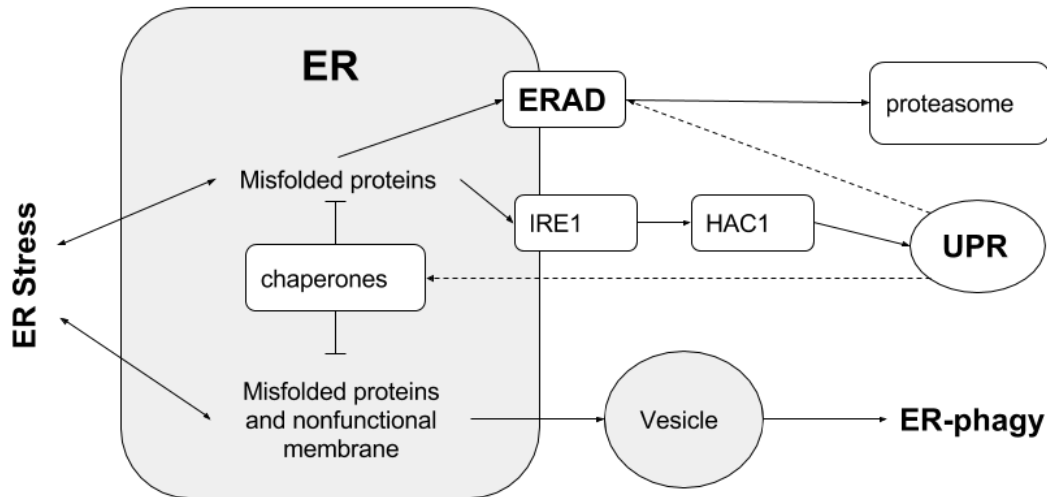 ER
ERAD
proteasome
Misfolded proteins
IRE1
HAC1
UPR
chaperones
ER Stress
Misfolded proteins
and nonfunctional
membrane
Vesicle
ER-phagy